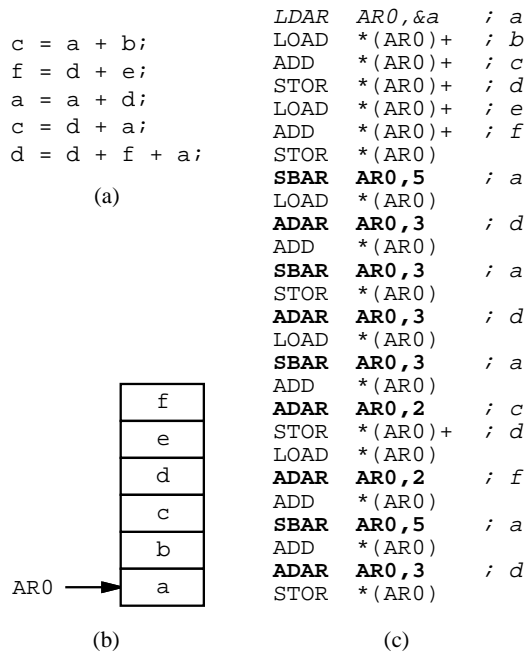 c = a + b;
f = d + e;
a = a + d;
c = d + a;
d = d + f + a;
(a)
f
e
d
c
b
AR0
a
(b)
LDAR AR0,&a ; a
LOAD *(AR0)+ ; b
ADD *(AR0)+ ; c
STOR *(AR0)+ ; d
LOAD *(AR0)+ ; e
ADD *(AR0)+ ; f
STOR *(AR0)
SBAR AR0,5 ; a
LOAD *(AR0)
ADAR AR0,3 ; d
ADD *(AR0)
SBAR AR0,3 ; a
STOR *(AR0)
ADAR AR0,3 ; d
LOAD *(AR0)
SBAR AR0,3 ; a
ADD *(AR0)
ADAR AR0,2 ; c
STOR *(AR0)+ ; d
LOAD *(AR0)
ADAR AR0,2 ; f
ADD *(AR0)
SBAR AR0,5 ; a
ADD *(AR0)
ADAR AR0,3 ; d
STOR *(AR0)
(c)